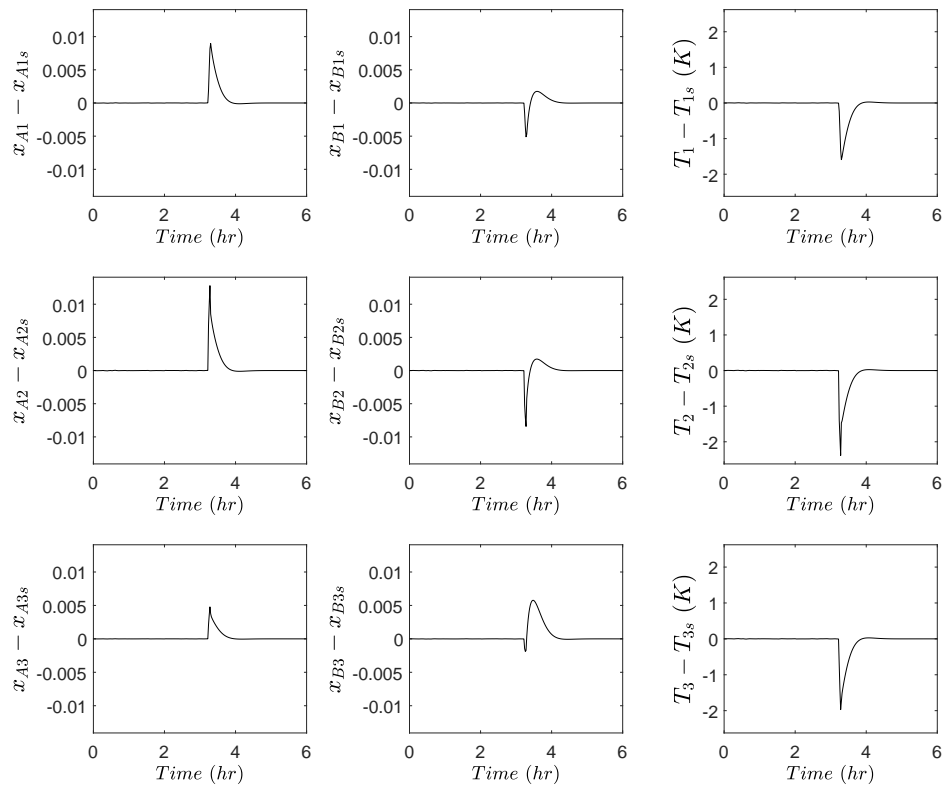 0.01
0.005
0
-0.005
-0.01
x_{A1} − x_{A1s}
0 2 4 6
Time (hr)
0.01
0.005
0
-0.005
-0.01
x_{B1} − x_{B1s}
0 2 4 6
Time (hr)
2
1
0
-1
-2
T_1 − T_{1s} (K)
0 2 4 6
Time (hr)
0.01
0.005
0
-0.005
-0.01
x_{A2} − x_{A2s}
0 2 4 6
Time (hr)
0.01
0.005
0
-0.005
-0.01
x_{B2} − x_{B2s}
0 2 4 6
Time (hr)
2
1
0
-1
-2
T_2 − T_{2s} (K)
0 2 4 6
Time (hr)
0.01
0.005
0
-0.005
-0.01
x_{A3} − x_{A3s}
0 2 4 6
Time (hr)
0.01
0.005
0
-0.005
-0.01
x_{B3} − x_{B3s}
0 2 4 6
Time (hr)
2
1
0
-1
-2
T_3 − T_{3s} (K)
0 2 4 6
Time (hr)